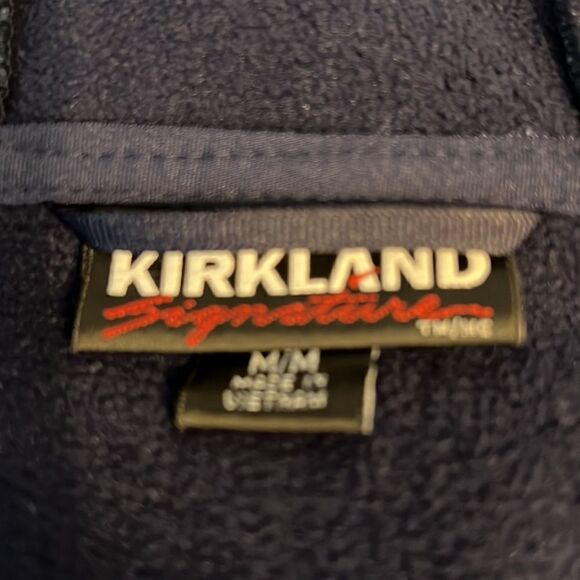 KIRKLAND
Signature
TM/MC
M/M
MADE IN
VIETNAM